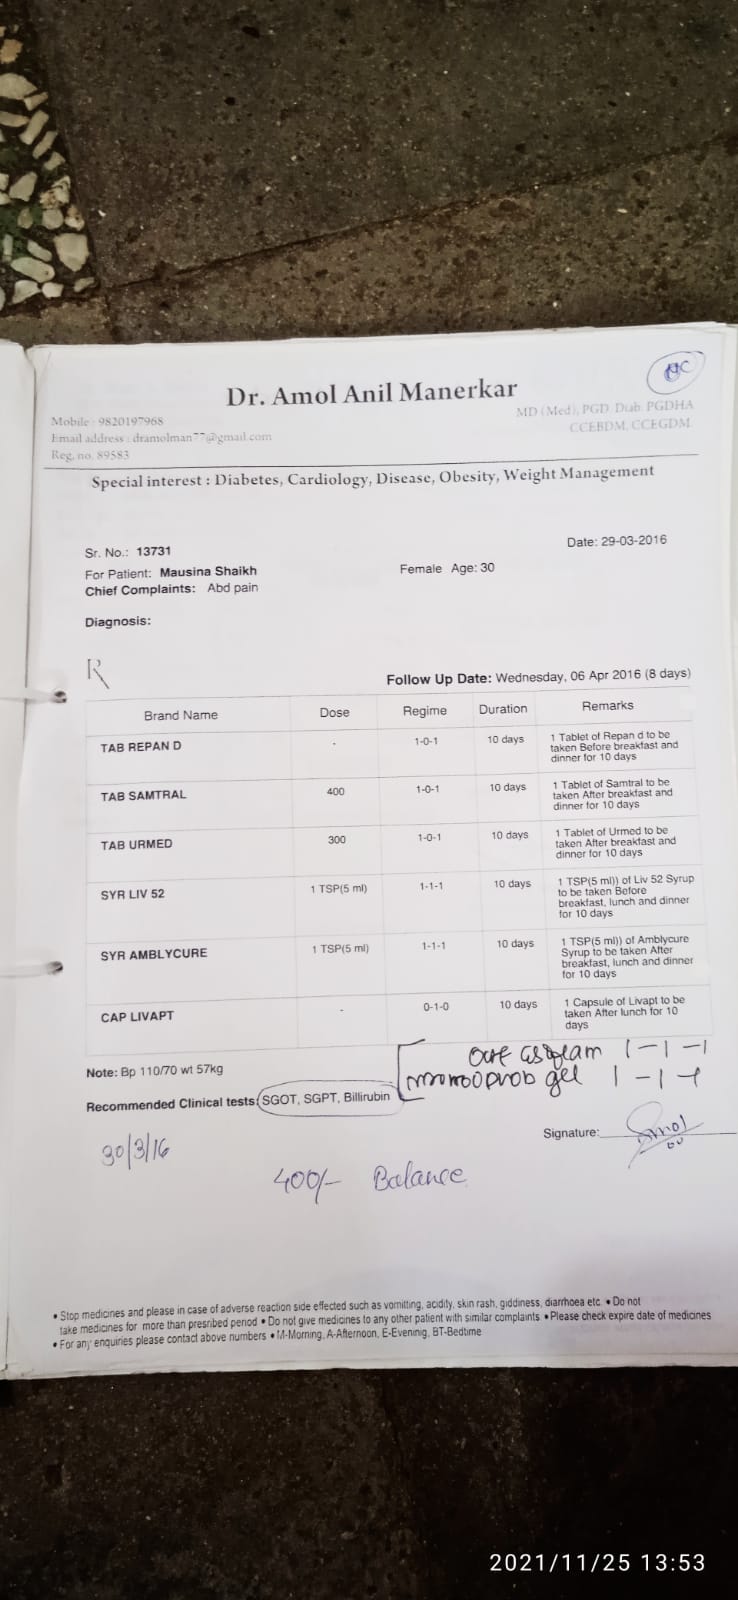 Dr. Amol Anil Manerkar
Mobile : 9820197968
Email address : dramolman77@gmail.com
Reg. no. 89583
MD (Med), PGD. Diab. PGDHA
CCEBDM, CCEGDM.
Special interest : Diabetes, Cardiology, Disease, Obesity, Weight Management
Date: 29-03-2016
Sr. No.: 13731
For Patient: Mausina Shaikh Female Age: 30
Chief Complaints: Abd pain
Diagnosis:
R
Follow Up Date: Wednesday, 06 Apr 2016 (8 days)
Brand Name Dose Regime Duration Remarks
TAB REPAN D - 1-0-1 10 days 1 Tablet of Repan d to be
taken Before breakfast and
dinner for 10 days
TAB SAMTRAL 400 1-0-1 10 days 1 Tablet of Samtral to be
taken After breakfast and
dinner for 10 days
TAB URMED 300 1-0-1 10 days 1 Tablet of Urmed to be
taken After breakfast and
dinner for 10 days
SYR LIV 52 1 TSP(5 ml) 1-1-1 10 days 1 TSP(5 ml)) of Liv 52 Syrup
to be taken Before
breakfast, lunch and dinner
for 10 days
SYR AMBLYCURE 1 TSP(5 ml) 1-1-1 10 days 1 TSP(5 ml)) of Amblycure
Syrup to be taken After
breakfast, lunch and dinner
for 10 days
CAP LIVAPT - 0-1-0 10 days 1 Capsule of Livapt to be
taken After lunch for 10
days
1-1-1
gel 1-1-1
Note: Bp 110/70 wt 57kg
Recommended Clinical tests: SGOT, SGPT, Billirubin
Signature:
30/3/16
400/- Balance
• Stop medicines and please in case of adverse reaction side effected such as vomitting, acidity, skin rash, giddiness, diarrhoea etc. • Do not
take medicines for more than presribed period • Do not give medicines to any other patient with similar complaints • Please check expire date of medicines
• For any enquiries please contact above numbers • M-Morning, A-Afternoon, E-Evening, BT-Bedtime
2021/11/25 13:53